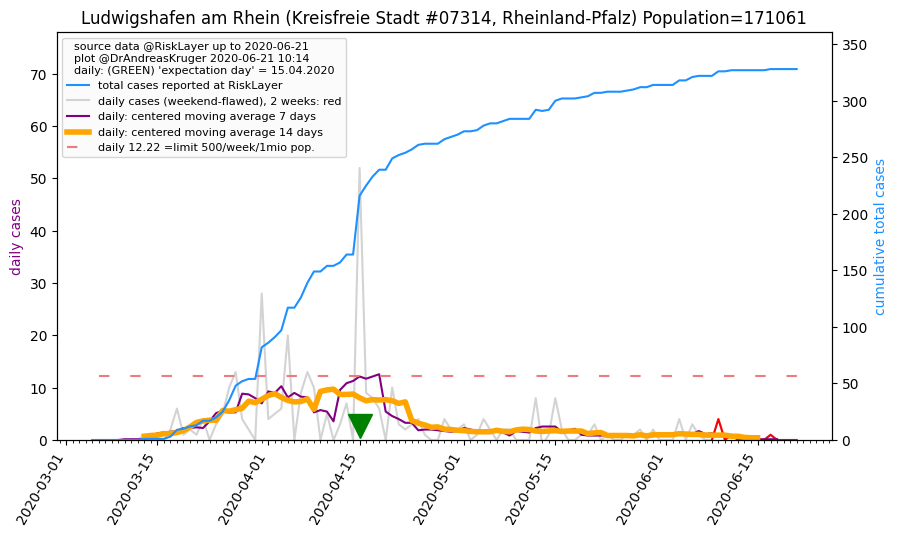 Ludwigshafen am Rhein (Kreisfreie Stadt #07314, Rheinland-Pfalz) Population=171061
source data @RiskLayer up to 2020-06-21
plot @DrAndreasKruger 2020-06-21 10:14
daily: (GREEN) 'expectation day' = 15.04.2020
total cases reported at RiskLayer
daily cases (weekend-flawed), 2 weeks: red
daily: centered moving average 7 days
daily: centered moving average 14 days
daily 12.22 =limit 500/week/1mio pop.
daily cases
70
60
50
40
30
20
10
0
350
300
250
200
150
100
50
0
cumulative total cases
2020-03-01
2020-03-15
2020-04-01
2020-04-15
2020-05-01
2020-05-15
2020-06-01
2020-06-15